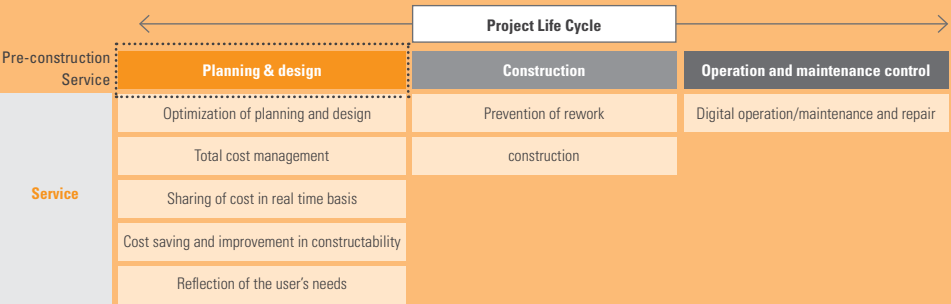 Project Life Cycle
Pre-construction
Service
Planning & design
Construction
Operation and maintenance control
Service
Optimization of planning and design
Prevention of rework
Digital operation/maintenance and repair
Total cost management
construction
Sharing of cost in real time basis
Cost saving and improvement in constructability
Reflection of the user's needs